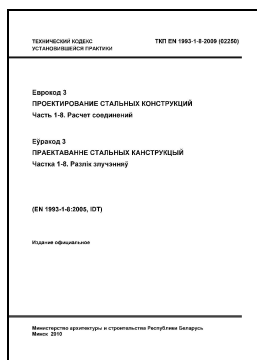 ТЕХНИЧЕСКИЙ КОДЕКС
УСТАНОВИВШЕЙСЯ ПРАКТИКИ
ТКП EN 1993-1-8-2009 (02250)
Еврокод 3
ПРОЕКТИРОВАНИЕ СТАЛЬНЫХ КОНСТРУКЦИЙ
Часть 1-8. Расчет соединений
Еўракод 3
ПРАЕКТАВАННЕ СТАЛЬНЫХ КАНСТРУКЦЫЙ
Частка 1-8. Разлік злучэнняў
(EN 1993-1-8:2005, IDT)
Издание официальное
Министерство архитектуры и строительства Республики Беларусь
Минск 2010